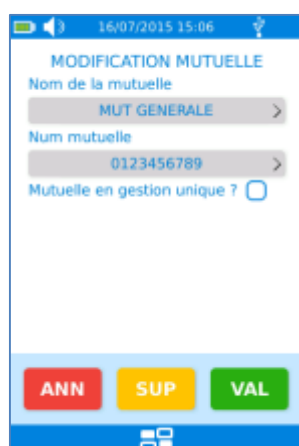 16/07/2015 15:06
MODIFICATION MUTUELLE
Nom de la mutuelle
MUT GENERALE
Num mutuelle
0123456789
Mutuelle en gestion unique ?
ANN SUP VAL